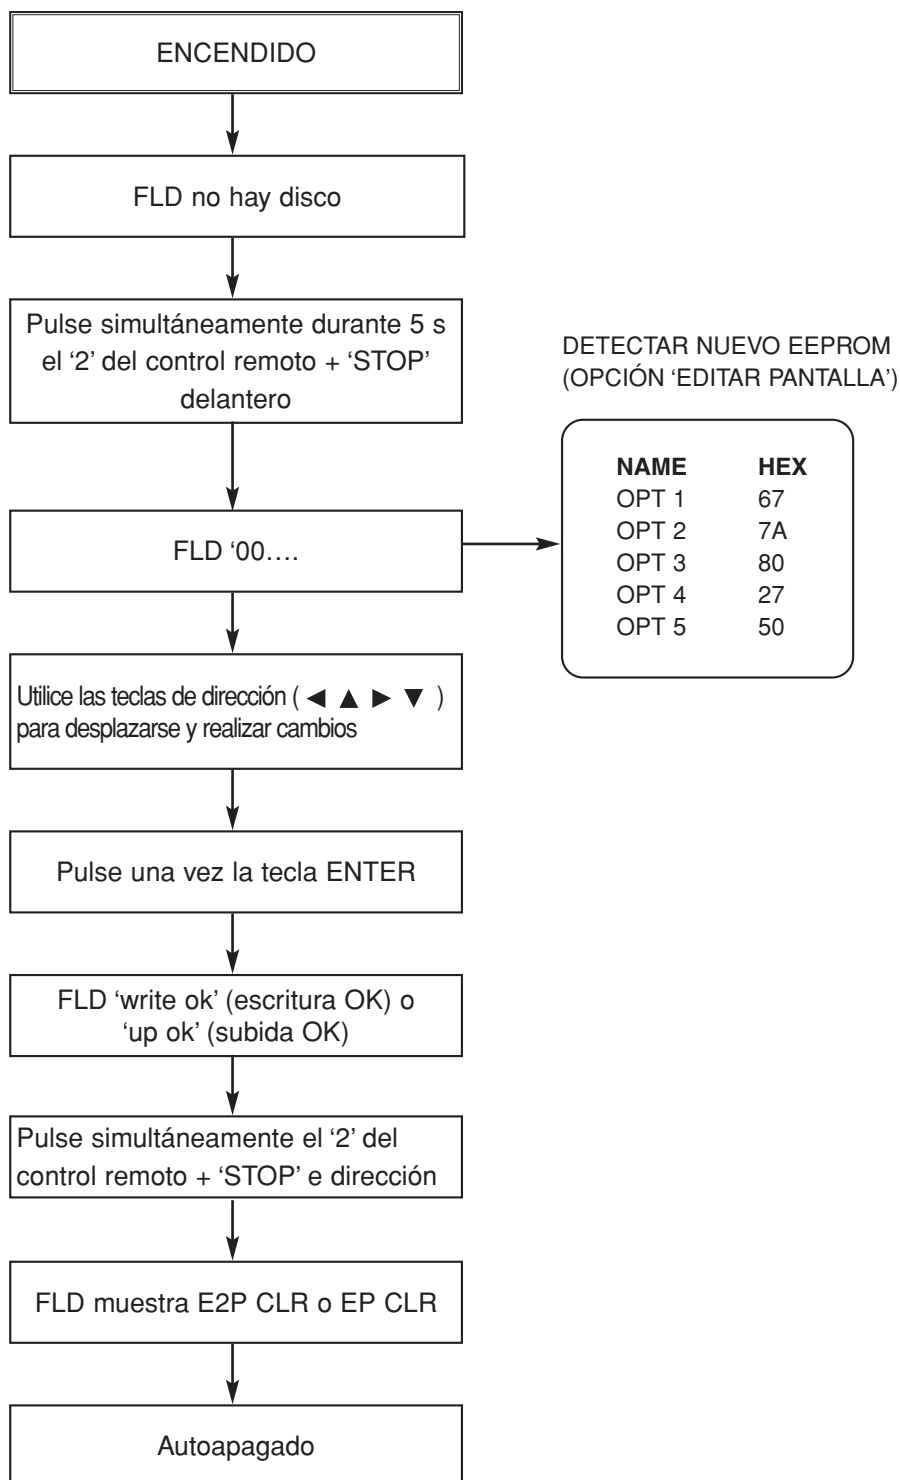 ENCENDIDO
FLD no hay disco
Pulse simultáneamente durante 5 s
el ‘2’ del control remoto + ‘STOP’
delantero
DETECTAR NUEVO EEPROM
(OPCIÓN ‘EDITAR PANTALLA’)
NAME HEX
OPT 1 67
OPT 2 7A
OPT 3 80
OPT 4 27
OPT 5 50
FLD ‘00....
Utilice las teclas de dirección ( ◀ ▲ ▶ ▼ )
para desplazarse y realizar cambios
Pulse una vez la tecla ENTER
FLD ‘write ok’ (escritura OK) o
‘up ok’ (subida OK)
Pulse simultáneamente el ‘2’ del
control remoto + ‘STOP’ e dirección
FLD muestra E2P CLR o EP CLR
Autoapagado